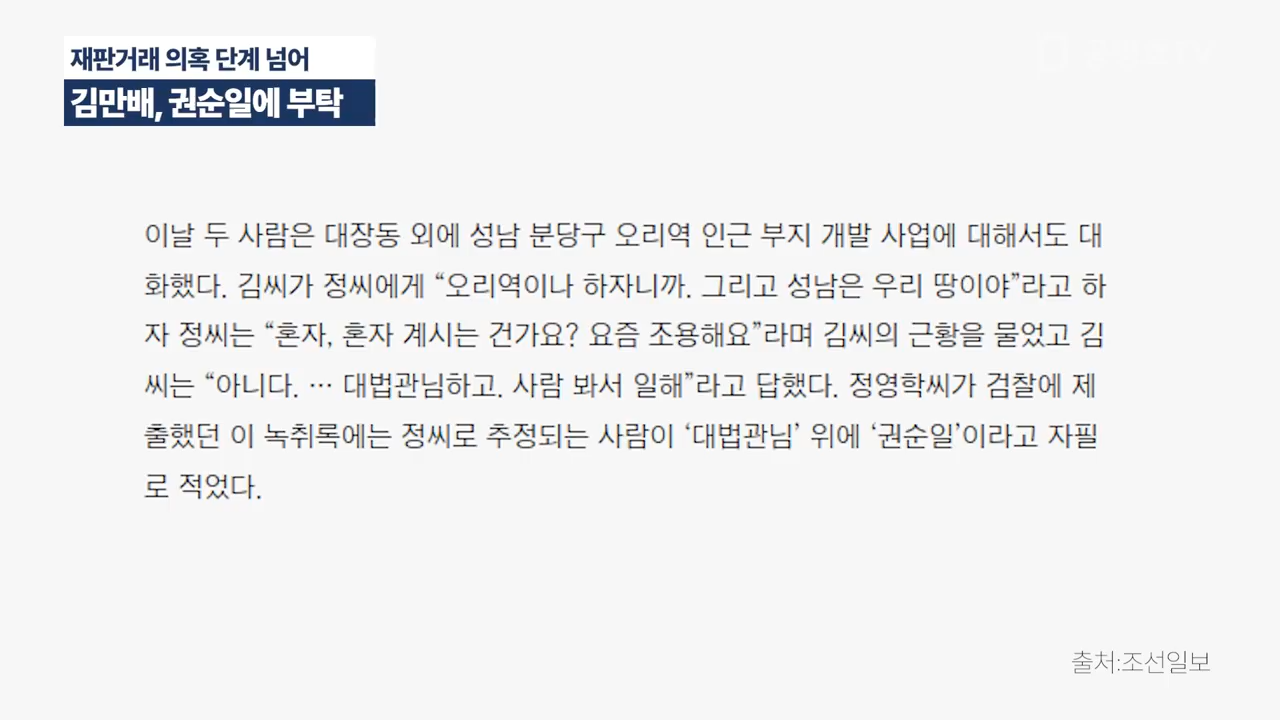 재판거래 의혹 단계 넘어
김만배, 권순일에 부탁
이날 두 사람은 대장동 외에 성남 분당구 오리역 인근 부지 개발 사업에 대해서도 대
화했다. 김씨가 정씨에게 “오리역이나 하자니까. 그리고 성남은 우리 땅이야”라고 하
자 정씨는 “혼자, 혼자 계시는 건가요? 요즘 조용해요”라며 김씨의 근황을 물었고 김
씨는 “아니다. … 대법관님하고. 사람 봐서 일해”라고 답했다. 정영학씨가 검찰에 제
출했던 이 녹취록에는 정씨로 추정되는 사람이 ‘대법관님’ 위에 ‘권순일’이라고 자필
로 적었다.
출처:조선일보